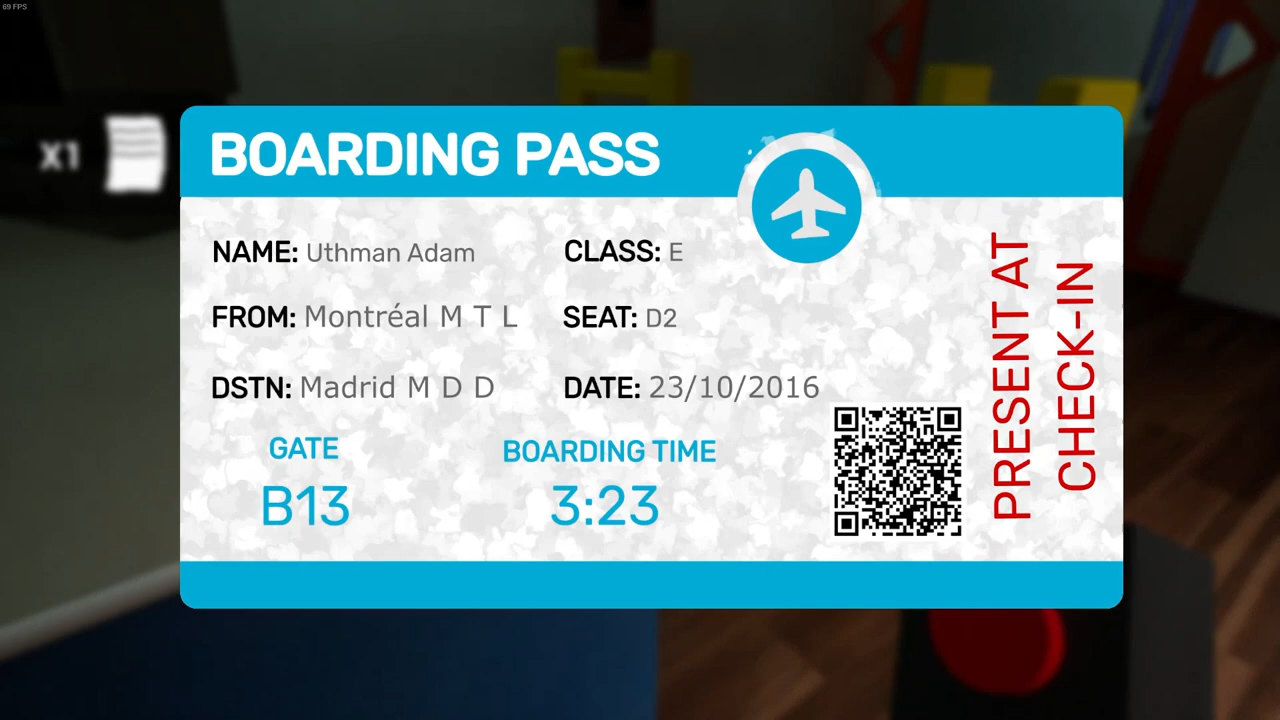 69 FPS
X1
BOARDING PASS
NAME: Uthman Adam
CLASS: E
FROM: Montréal M T L
SEAT: D2
DSTN: Madrid M D D
DATE: 23/10/2016
GATE
B13
BOARDING TIME
3:23
PRESENT AT
CHECK-IN